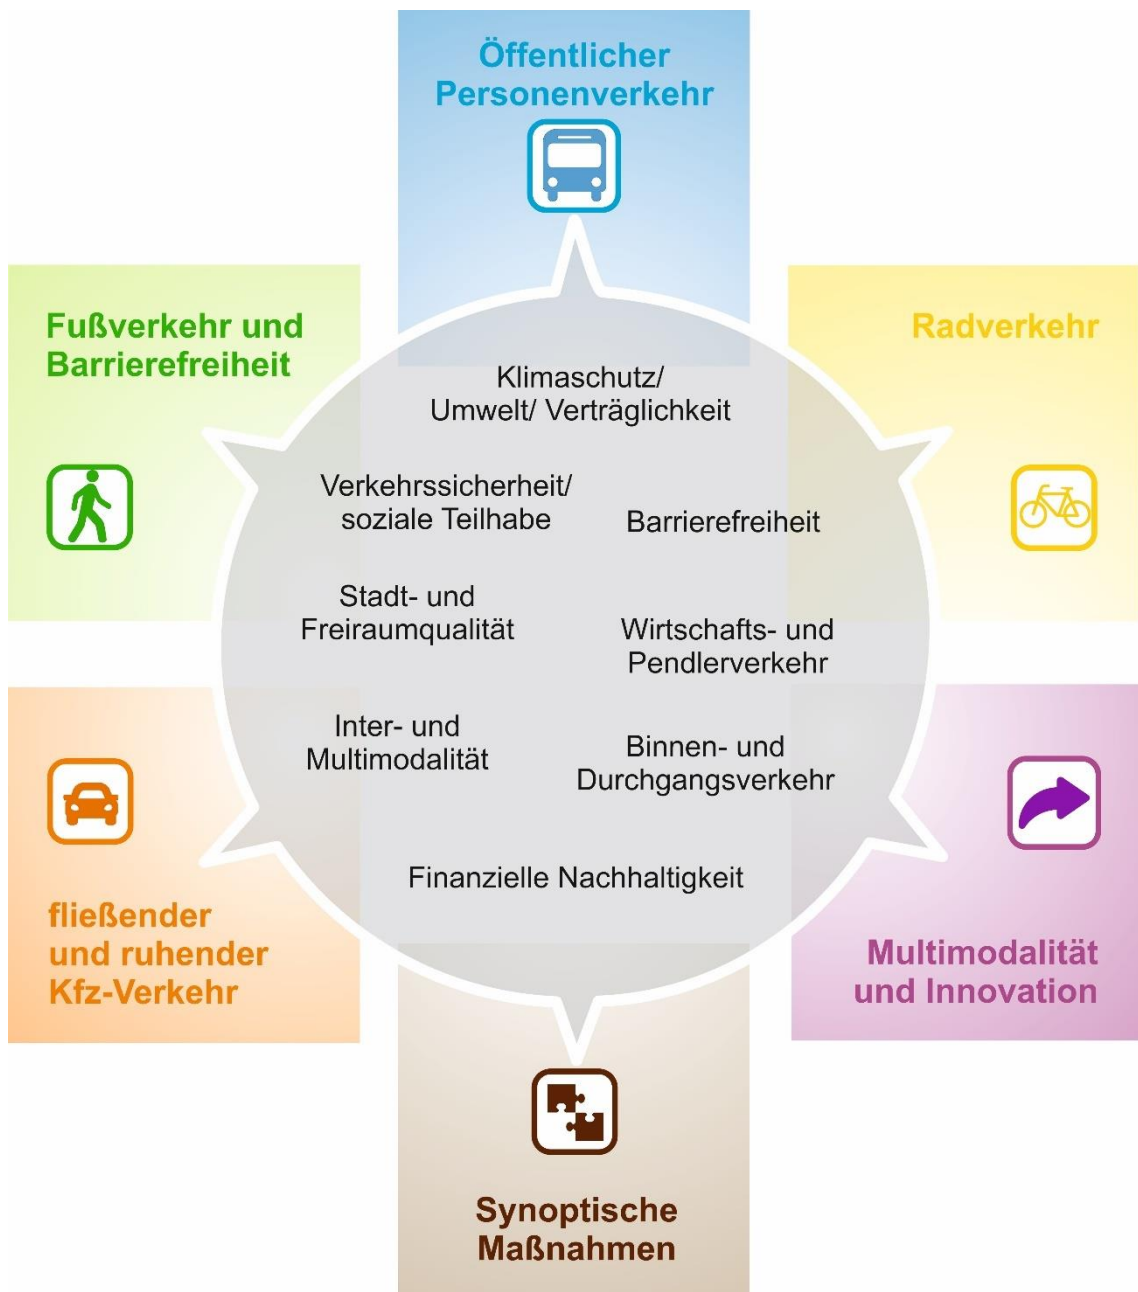 Öffentlicher
Personenverkehr
Fußverkehr und
Barrierefreiheit
Radverkehr
Klimaschutz/
Umwelt/ Verträglichkeit
Verkehrssicherheit/
soziale Teilhabe
Barrierefreiheit
Stadt- und
Freiraumqualität
Wirtschafts- und
Pendlerverkehr
Inter- und
Multimodalität
Binnen- und
Durchgangsverkehr
Finanzielle Nachhaltigkeit
fließender
und ruhender
Kfz-Verkehr
Multimodalität
und Innovation
Synoptische
Maßnahmen